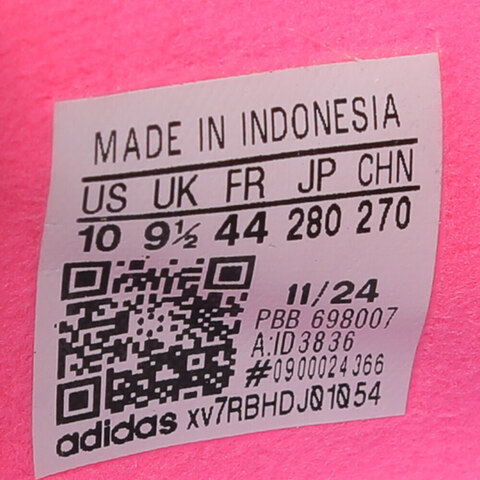 MADE IN INDONESIA
US UK FR JP CHN
10 9½ 44 280 270
11/24
PBB 698007
A:ID3836
#0900024366
adidas XV7RBHDJ01054